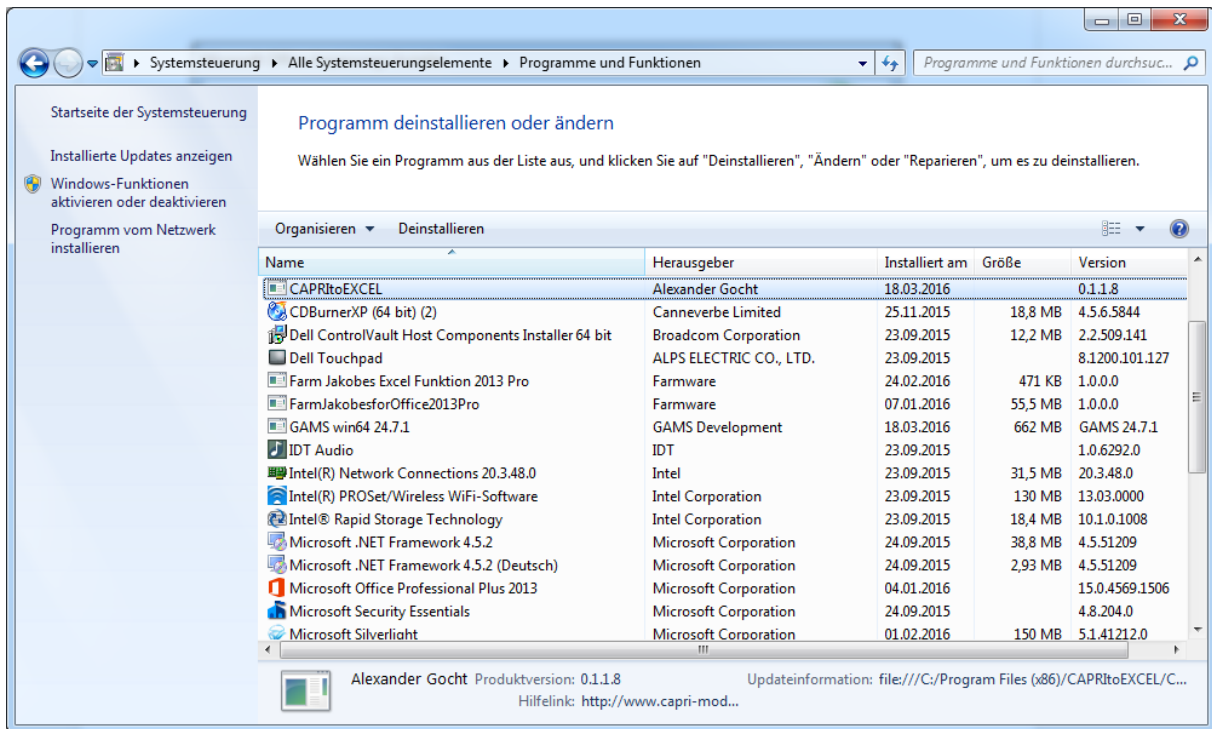 Systemsteuerung Alle Systemsteuerungselemente Programme und Funktionen Programme und Funktionen durchsuc...
Startseite der Systemsteuerung
Installierte Updates anzeigen
Windows-Funktionen
aktivieren oder deaktivieren
Programm vom Netzwerk
installieren
Programm deinstallieren oder ändern
Wählen Sie ein Programm aus der Liste aus, und klicken Sie auf "Deinstallieren", "Ändern" oder "Reparieren", um es zu deinstallieren.
Organisieren Deinstallieren
Name Herausgeber Installiert am Größe Version
CAPRItoEXCEL Alexander Gocht 18.03.2016 0.1.1.8
CDBurnerXP (64 bit) (2) Canneverbe Limited 25.11.2015 18,8 MB 4.5.6.5844
Dell ControlVault Host Components Installer 64 bit Broadcom Corporation 23.09.2015 12,2 MB 2.2.509.141
Dell Touchpad ALPS ELECTRIC CO., LTD. 23.09.2015 8.1200.101.127
Farm Jakobes Excel Funktion 2013 Pro Farmware 24.02.2016 471 KB 1.0.0.0
FarmJakobesforOffice2013Pro Farmware 07.01.2016 55,5 MB 1.0.0.0
GAMS win64 24.7.1 GAMS Development 18.03.2016 662 MB GAMS 24.7.1
IDT Audio IDT 23.09.2015 1.0.6292.0
Intel(R) Network Connections 20.3.48.0 Intel 23.09.2015 31,5 MB 20.3.48.0
Intel(R) PROSet/Wireless WiFi-Software Intel Corporation 23.09.2015 130 MB 13.03.0000
Intel® Rapid Storage Technology Intel Corporation 23.09.2015 18,4 MB 10.1.0.1008
Microsoft .NET Framework 4.5.2 Microsoft Corporation 24.09.2015 38,8 MB 4.5.51209
Microsoft .NET Framework 4.5.2 (Deutsch) Microsoft Corporation 24.09.2015 2,93 MB 4.5.51209
Microsoft Office Professional Plus 2013 Microsoft Corporation 04.01.2016 15.0.4569.1506
Microsoft Security Essentials Microsoft Corporation 24.09.2015 4.8.204.0
Microsoft Silverlight Microsoft Corporation 01.02.2016 150 MB 5.1.41212.0
Alexander Gocht Produktversion: 0.1.1.8 Updateinformation: file:///C:/Program Files (x86)/CAPRItoEXCEL/C...
Hilfelink: http://www.capri-mod...